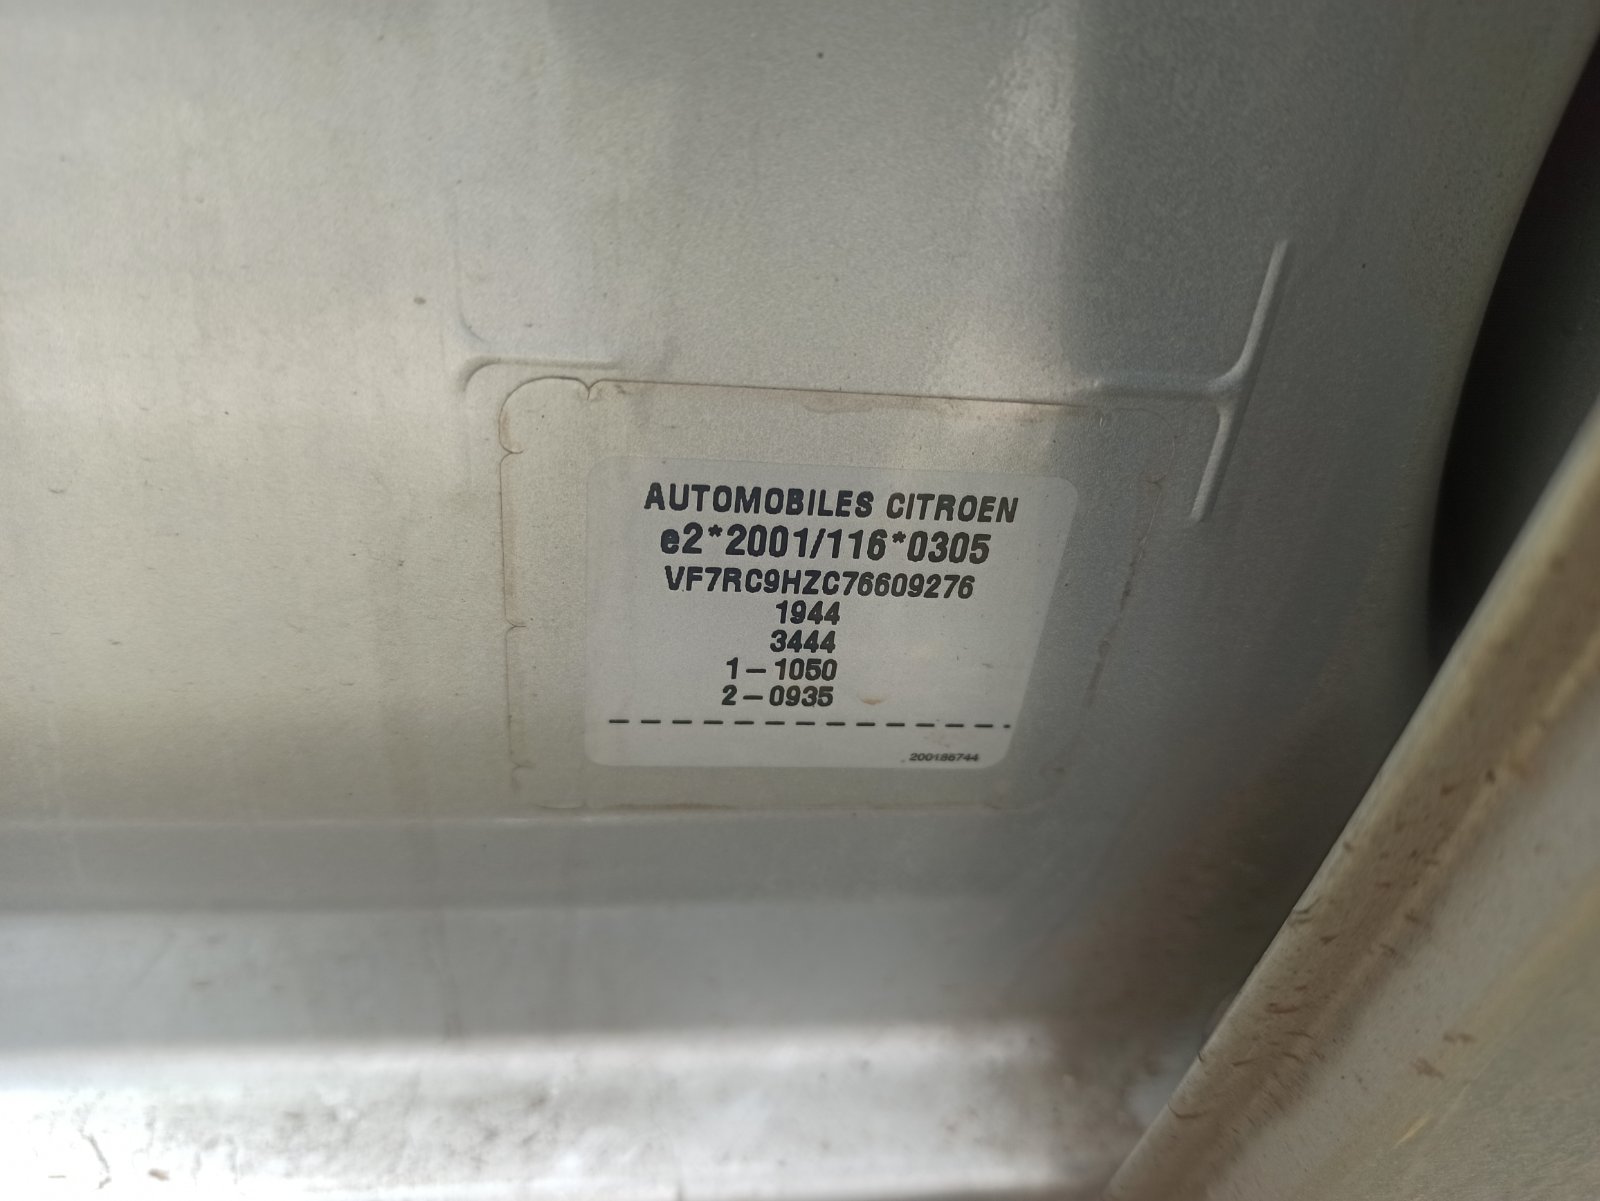 AUTOMOBILES CITROEN
e2*2001/116*0305
VF7RC9HZC76609276
1944
3444
1-1050
2-0935
200186744